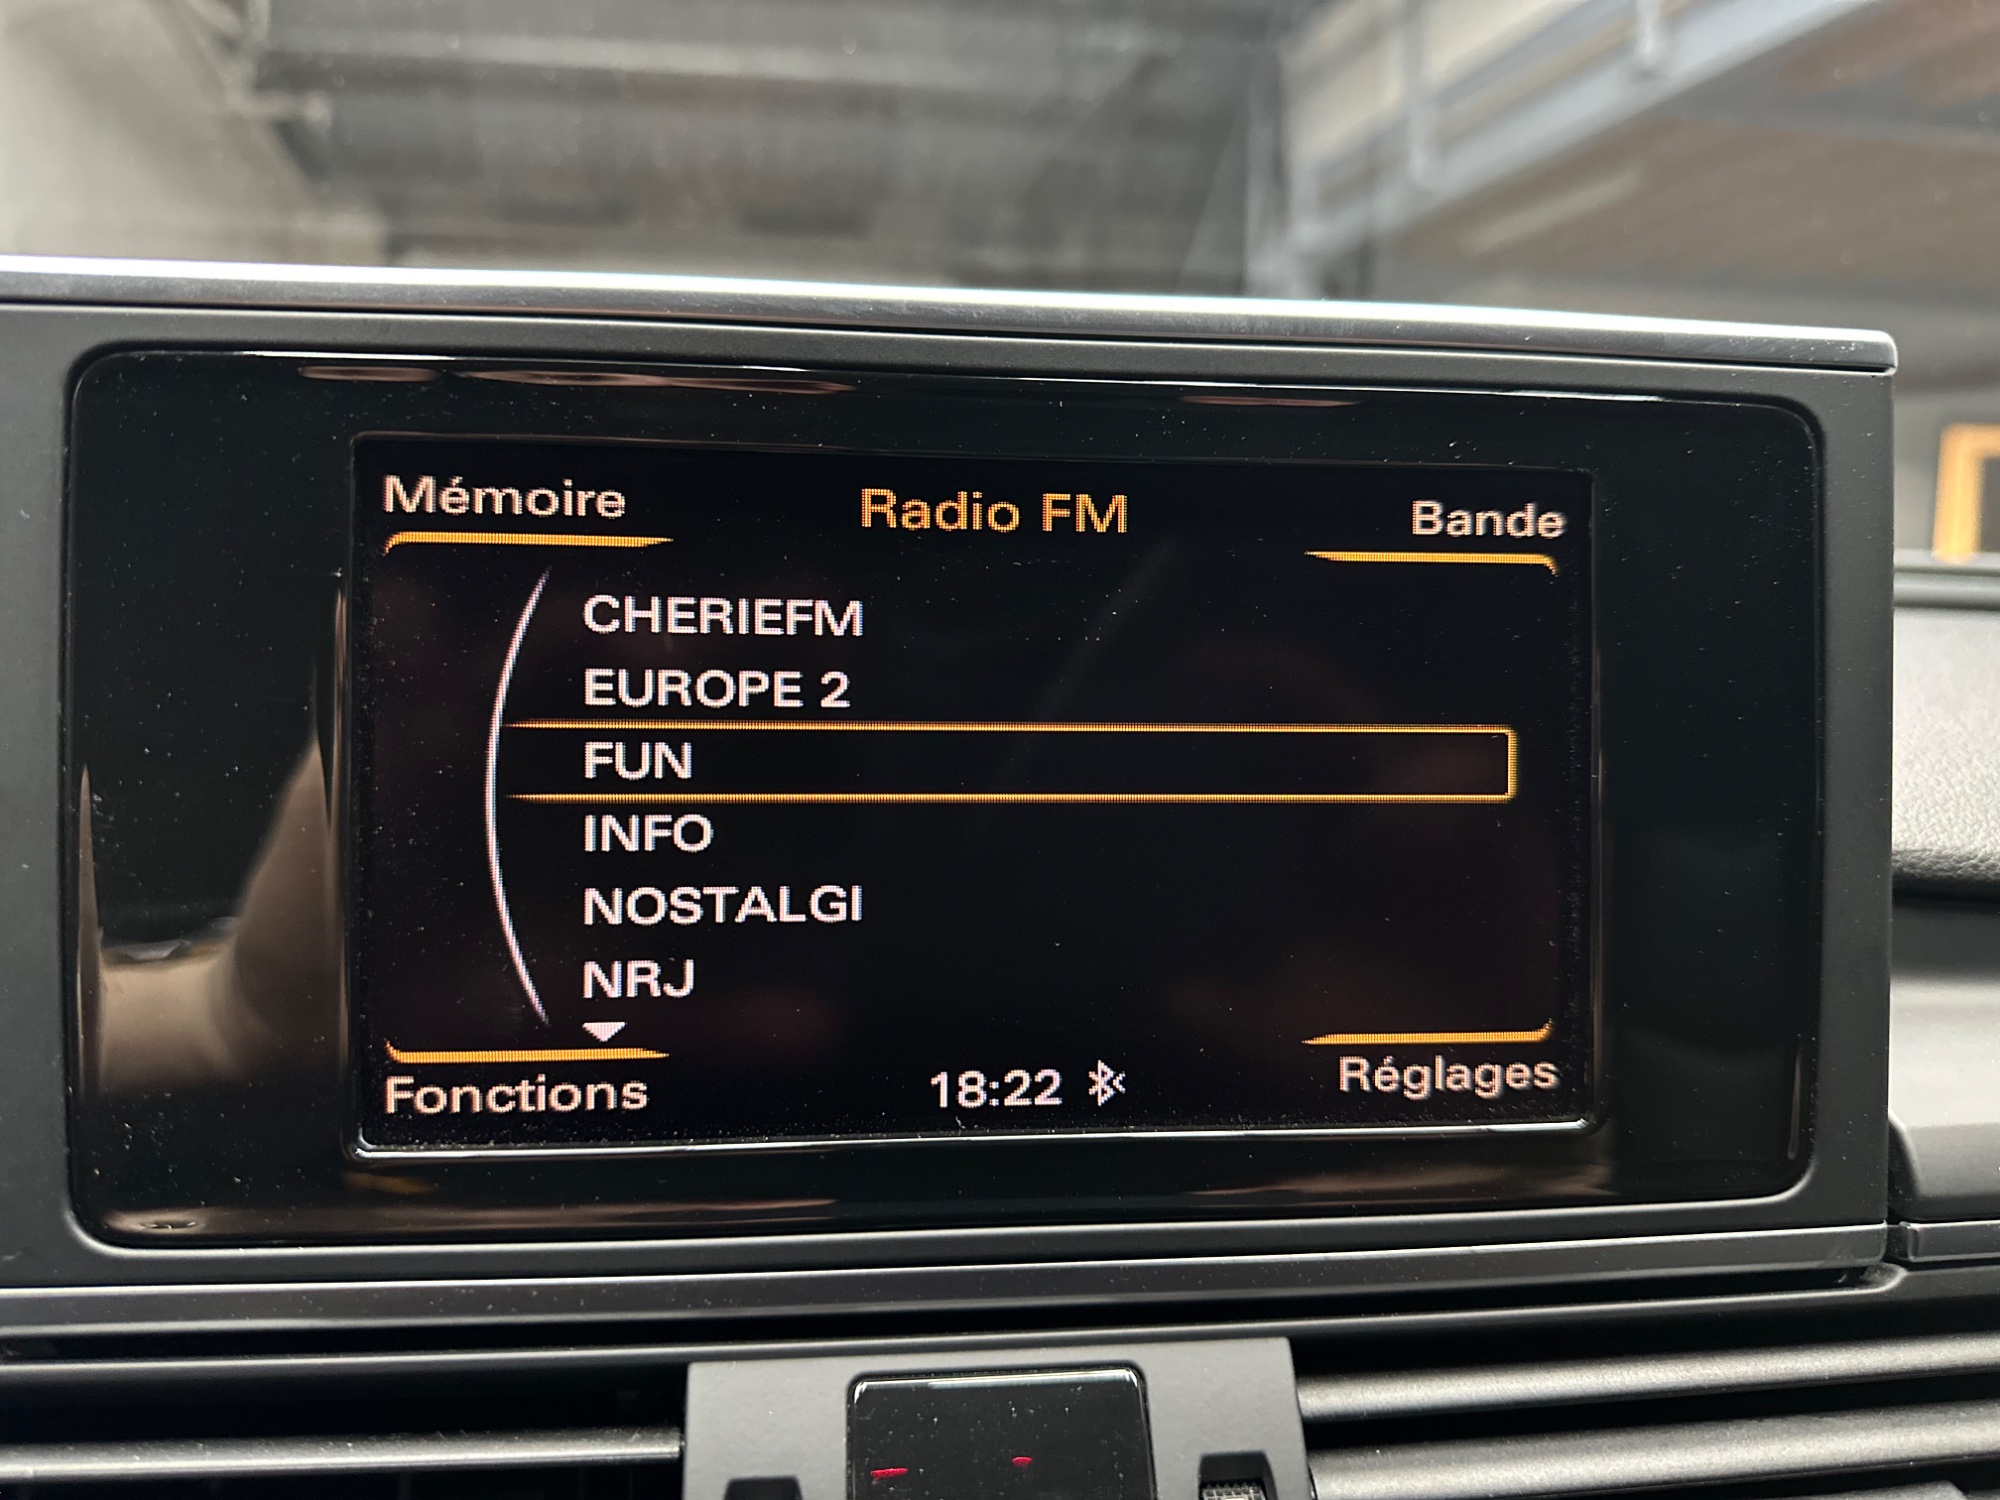 Mémoire Radio FM Bande
CHERIEFM
EUROPE 2
FUN
INFO
NOSTALGI
NRJ
Fonctions 18:22 Réglages